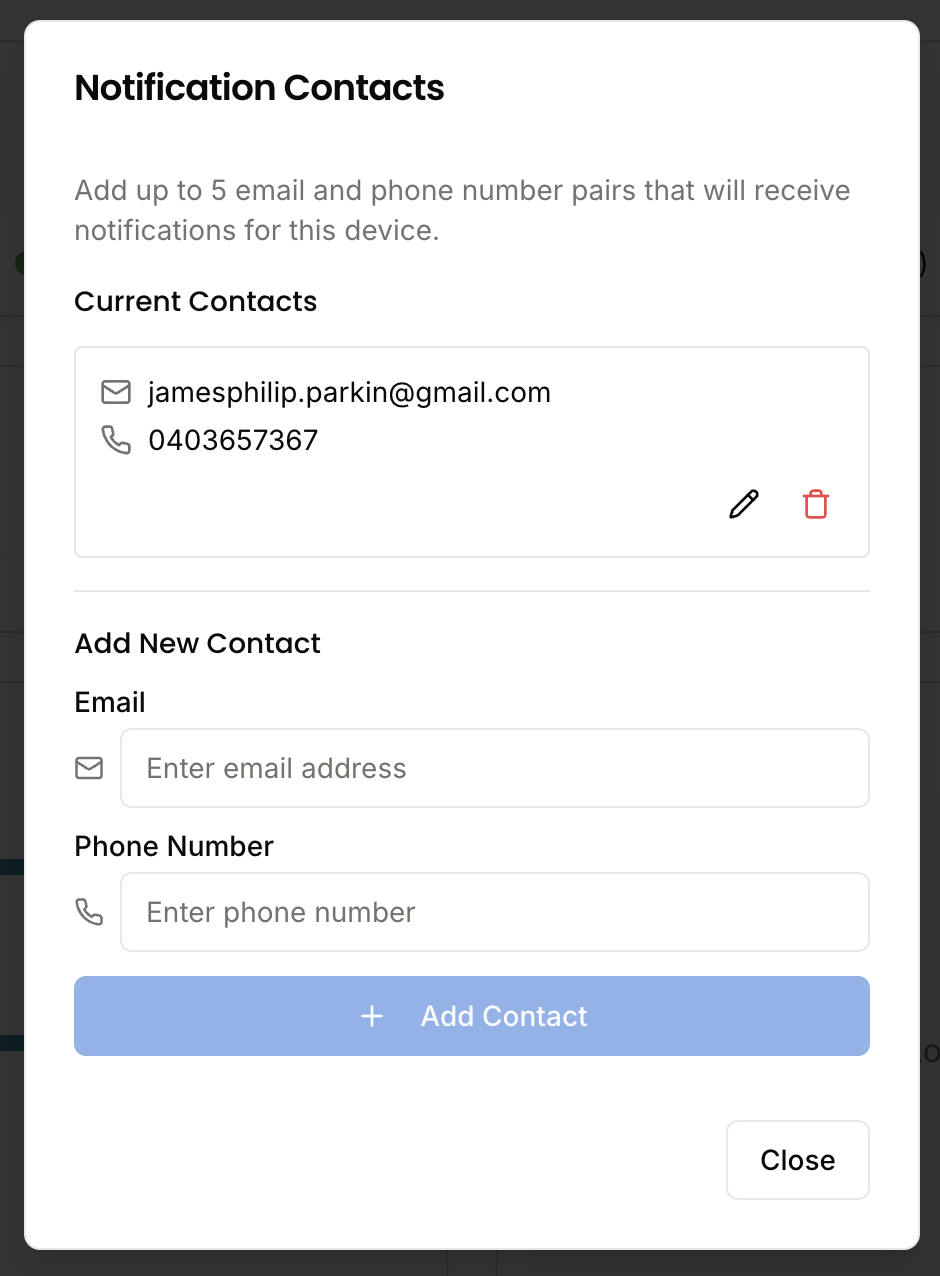 Notification Contacts
Add up to 5 email and phone number pairs that will receive
notifications for this device.
Current Contacts
jamesphilip.parkin@gmail.com
0403657367
Add New Contact
Email
Enter email address
Phone Number
Enter phone number
Add Contact
Close